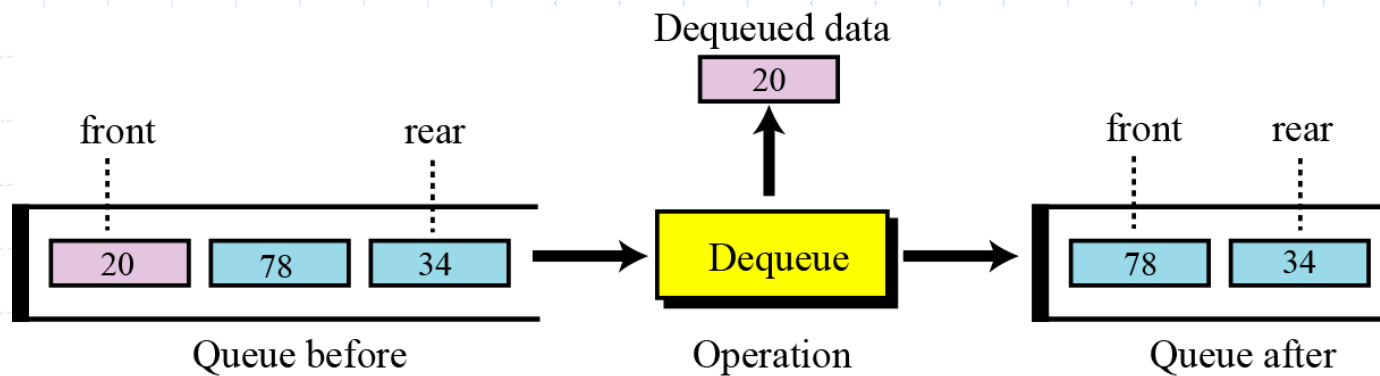 Dequeued data
20
front rear
front rear
20 78 34
Dequeue
78 34
Queue before
Operation
Queue after